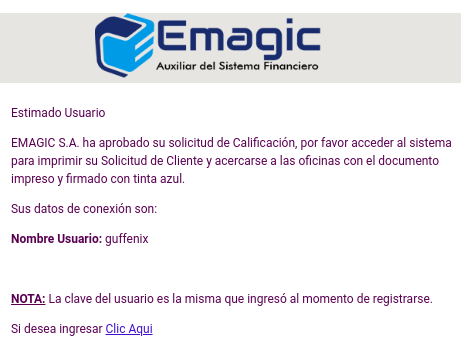 Emagic
Auxiliar del Sistema Financiero
Estimado Usuario
EMAGIC S.A. ha aprobado su solicitud de Calificación, por favor acceder al sistema
para imprimir su Solicitud de Cliente y acercarse a las oficinas con el documento
impreso y firmado con tinta azul.
Sus datos de conexión son:
Nombre Usuario: guffenix
NOTA: La clave del usuario es la misma que ingresó al momento de registrarse.
Si desea ingresar Clic Aqui